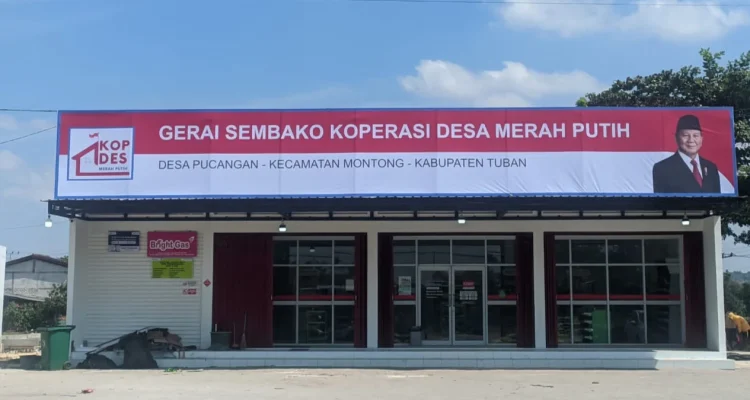 GERAI SEMBAKO KOPERASI DESA MERAH PUTIH
DESA PUCANGAN - KECAMATAN MONTONG - KABUPATEN TUBAN
KOP
DES
MERAH PUTIH
Bright Gas